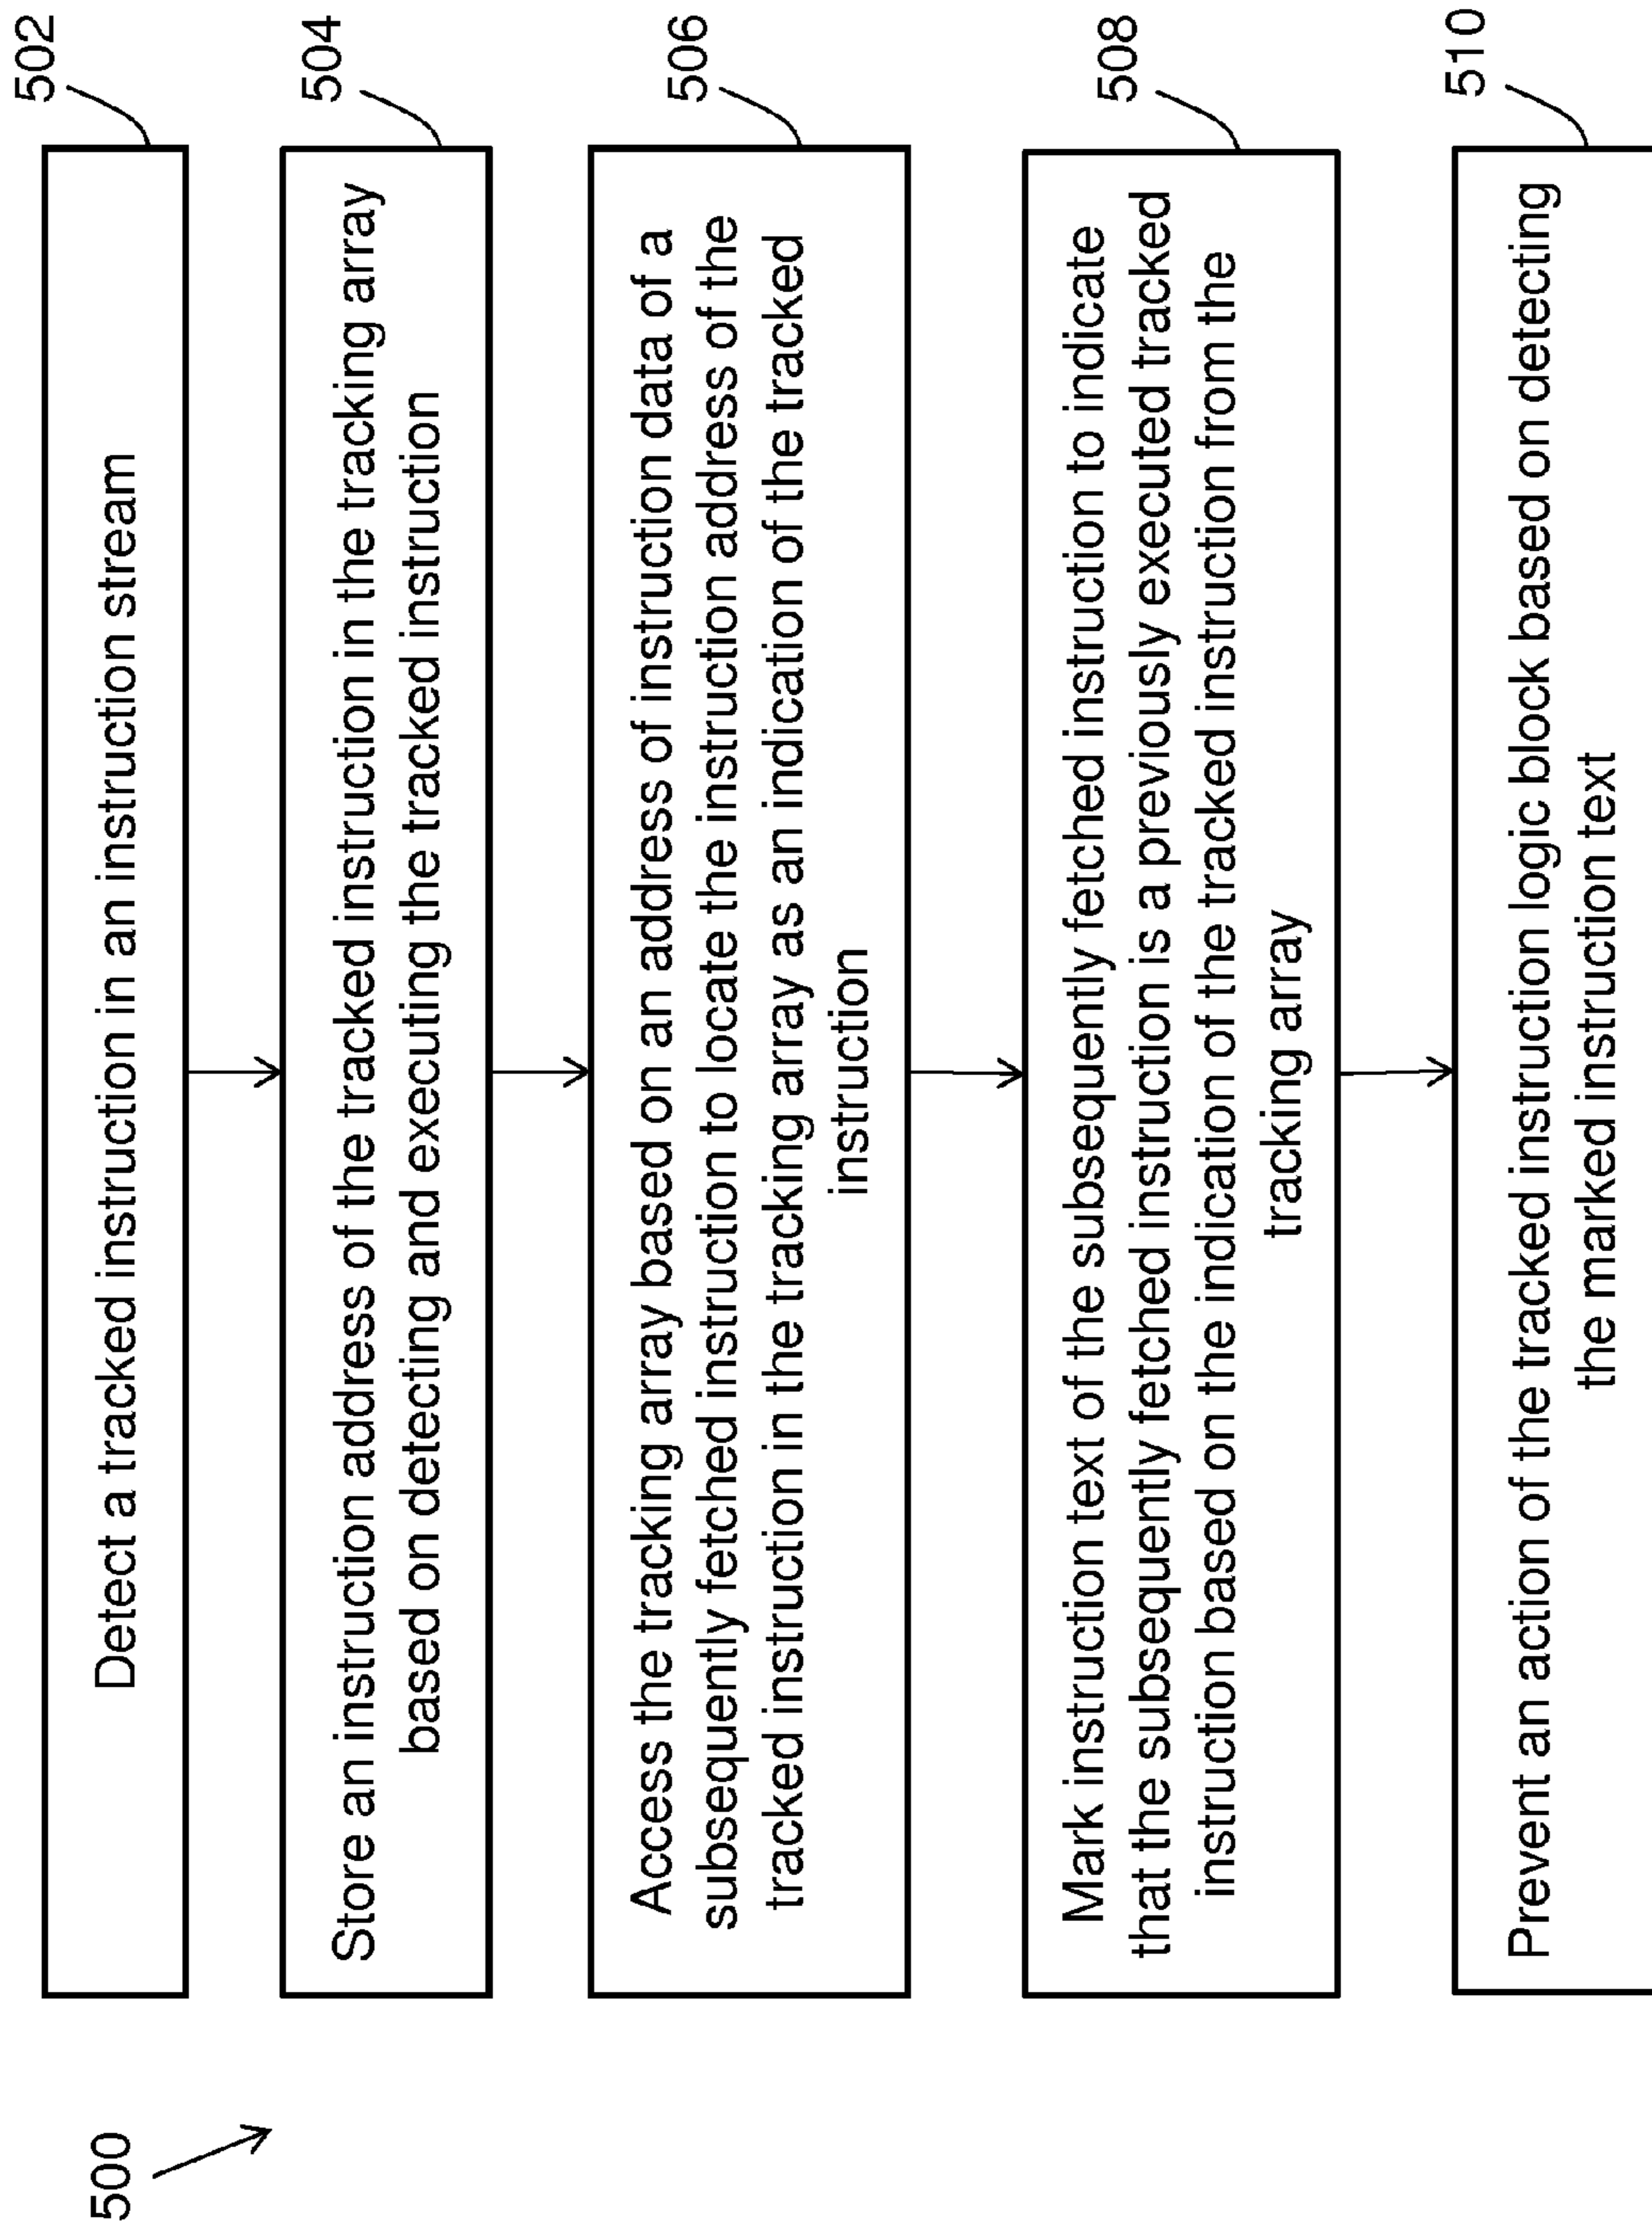 500
502
Detect a tracked instruction in an instruction stream
504
Store an instruction address of the tracked instruction in the tracking array
based on detecting and executing the tracked instruction
506
Access the tracking array based on an address of instruction data of a
subsequently fetched instruction to locate the instruction address of the
tracked instruction in the tracking array as an indication of the tracked
instruction
508
Mark instruction text of the subsequently fetched instruction to indicate
that the subsequently fetched instruction is a previously executed tracked
instruction based on the indication of the tracked instruction from the
tracking array
510
Prevent an action of the tracked instruction logic block based on detecting
the marked instruction text